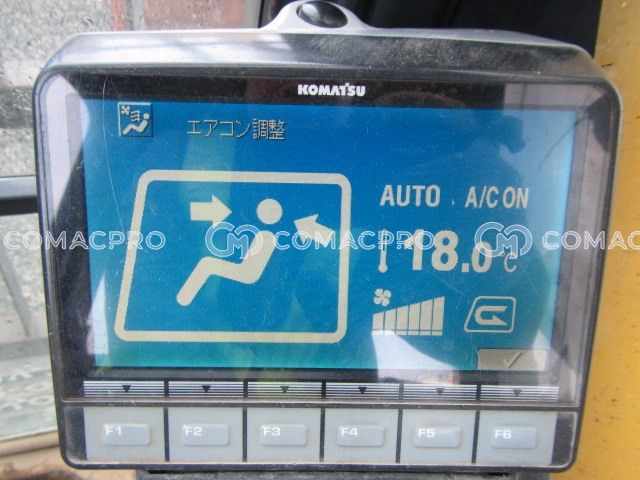 KOMATSU
エアコン調整
AUTO A/C ON
18.0℃
COMACPRO COMACPRO COMACPRO
F1 F2 F3 F4 F5 F6